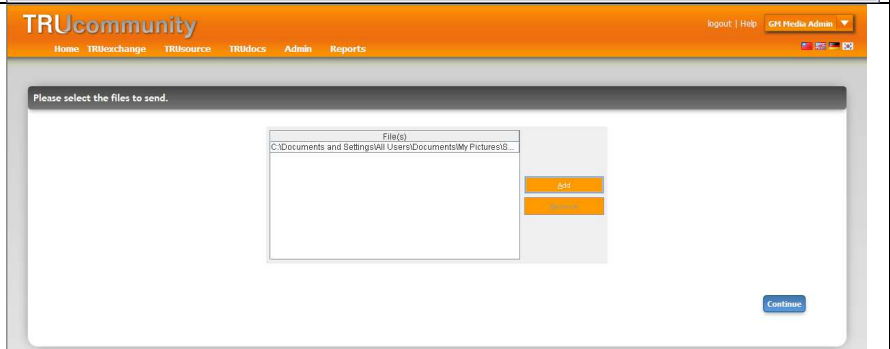 TRUcommunity
logout | Help GM Media Admin
Home TRUexchange TRUsource TRUdocs Admin Reports
Please select the files to send.
File(s)
C:\Documents and Settings\All Users\Documents\My Pictures\S...
Add
Remove
Continue